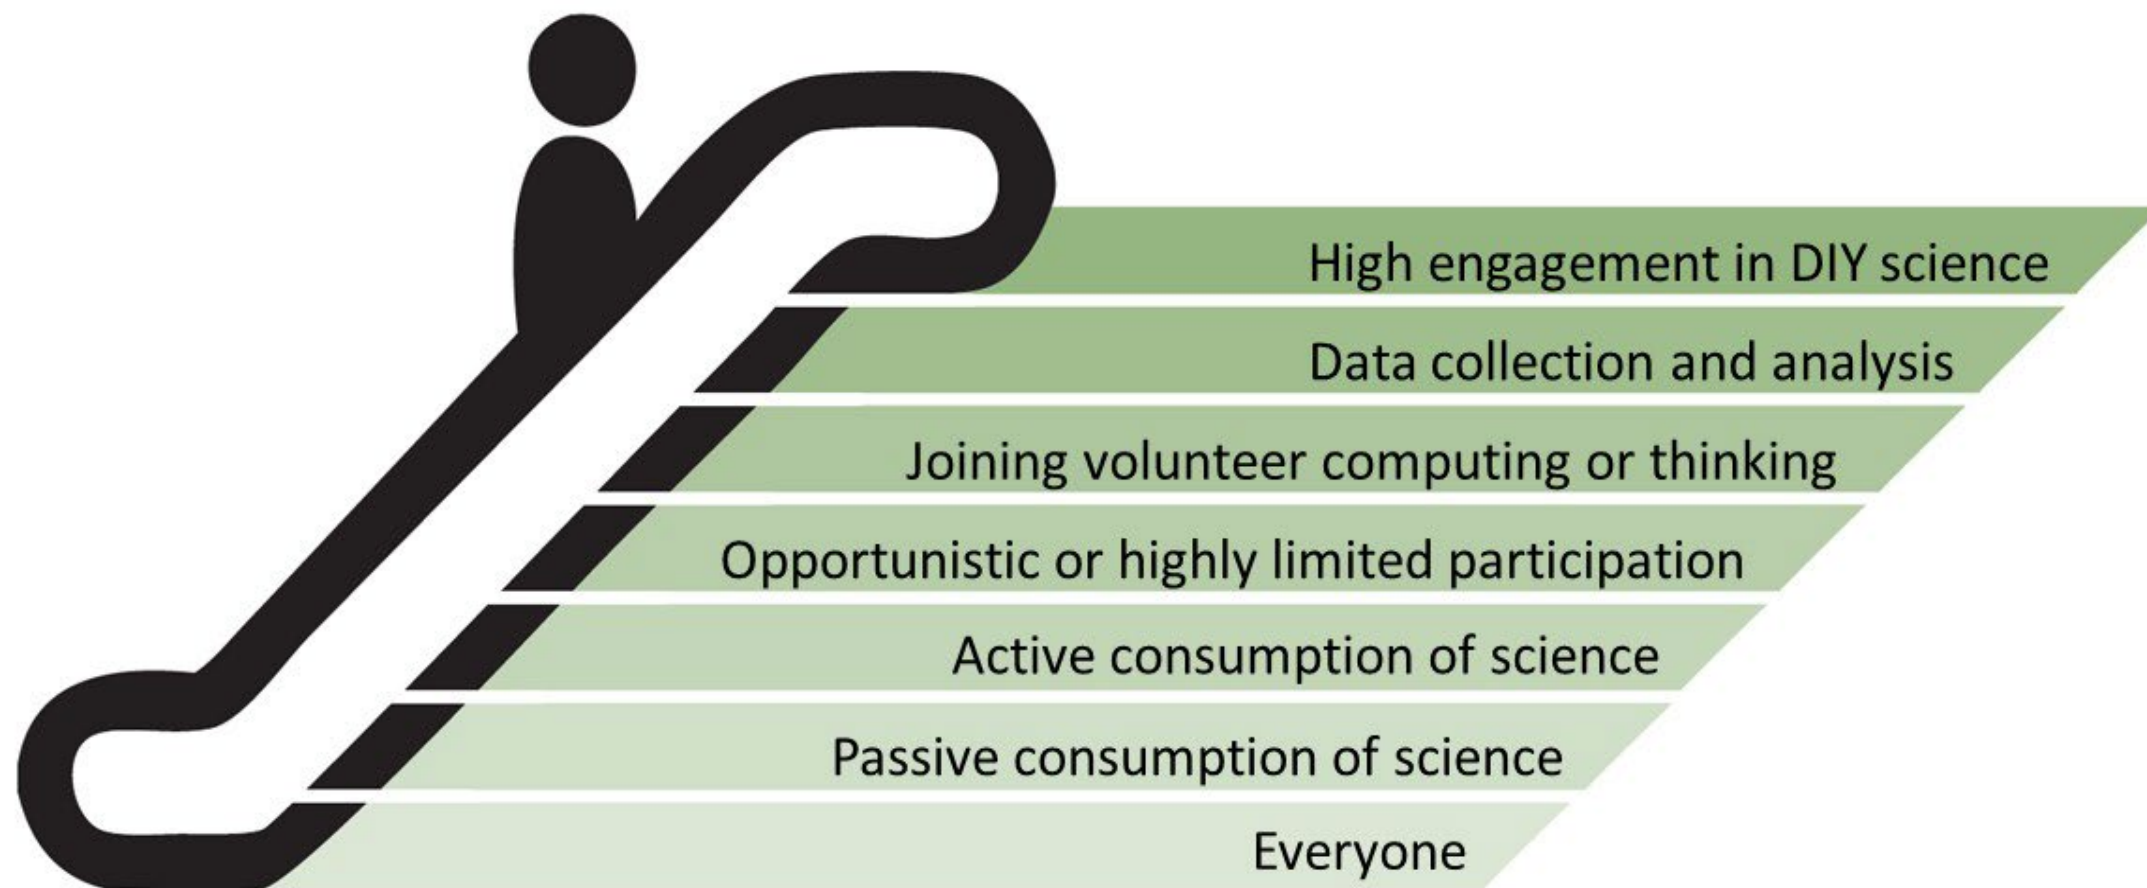 High engagement in DIY science
Data collection and analysis
Joining volunteer computing or thinking
Opportunistic or highly limited participation
Active consumption of science
Passive consumption of science
Everyone